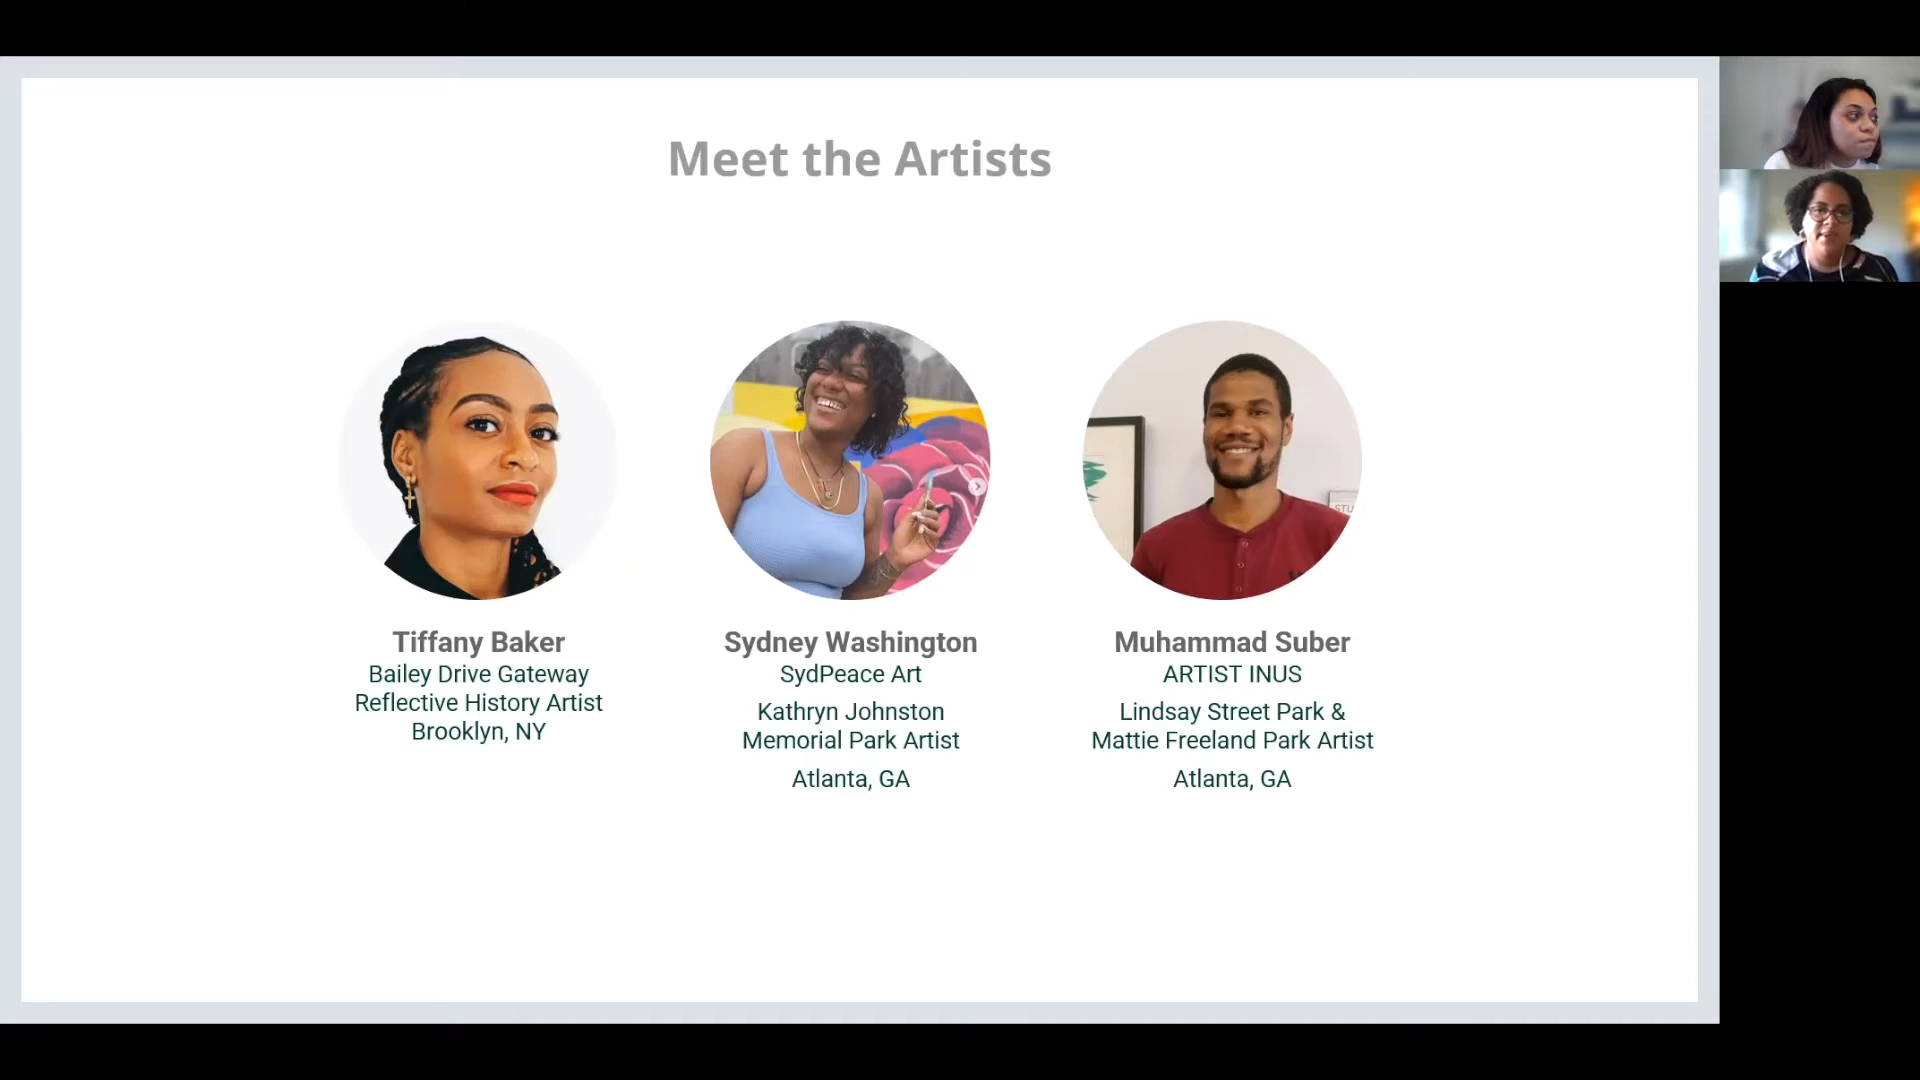 Meet the Artists
Tiffany Baker
Bailey Drive Gateway
Reflective History Artist
Brooklyn, NY
Sydney Washington
SydPeace Art
Kathryn Johnston
Memorial Park Artist
Atlanta, GA
STU
Muhammad Suber
ARTIST INUS
Lindsay Street Park &
Mattie Freeland Park Artist
Atlanta, GA